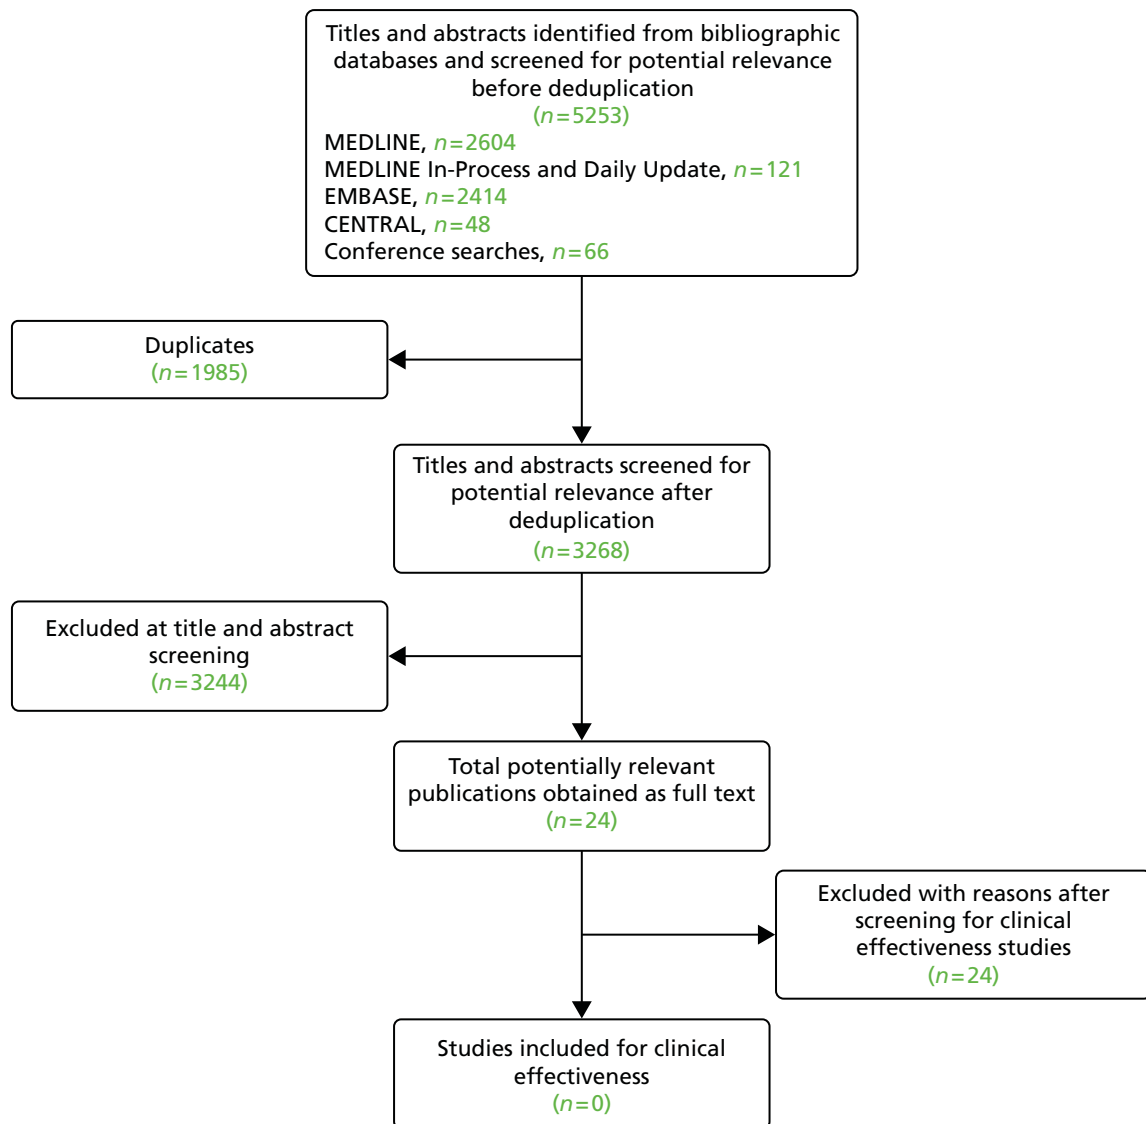 Titles and abstracts identified from bibliographic
databases and screened for potential relevance
before deduplication
(n=5253)
MEDLINE, n=2604
MEDLINE In-Process and Daily Update, n=121
EMBASE, n=2414
CENTRAL, n=48
Conference searches, n=66
Duplicates
(n=1985)
Titles and abstracts screened for
potential relevance after
deduplication
(n=3268)
Excluded at title and abstract
screening
(n=3244)
Total potentially relevant
publications obtained as full text
(n=24)
Excluded with reasons after
screening for clinical
effectiveness studies
(n=24)
Studies included for clinical
effectiveness
(n=0)